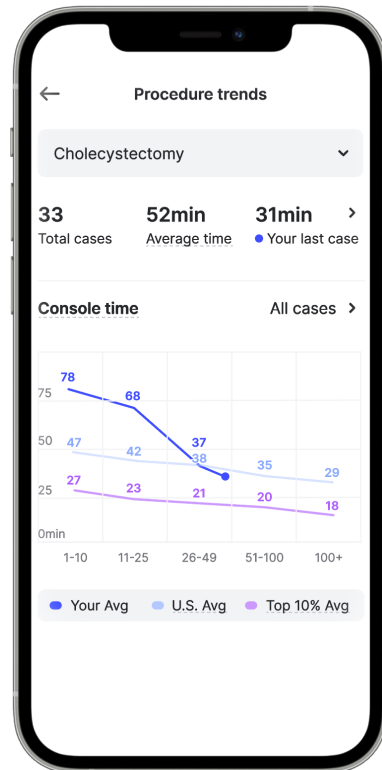 Procedure trends
Cholecystectomy
33 52min 31min
Total cases Average time Your last case
Console time All cases
78
75
68
50
47
42
37
38
35
29
25
27
23
21
20
18
0min
1-10 11-25 26-49 51-100 100+
Your Avg U.S. Avg Top 10% Avg